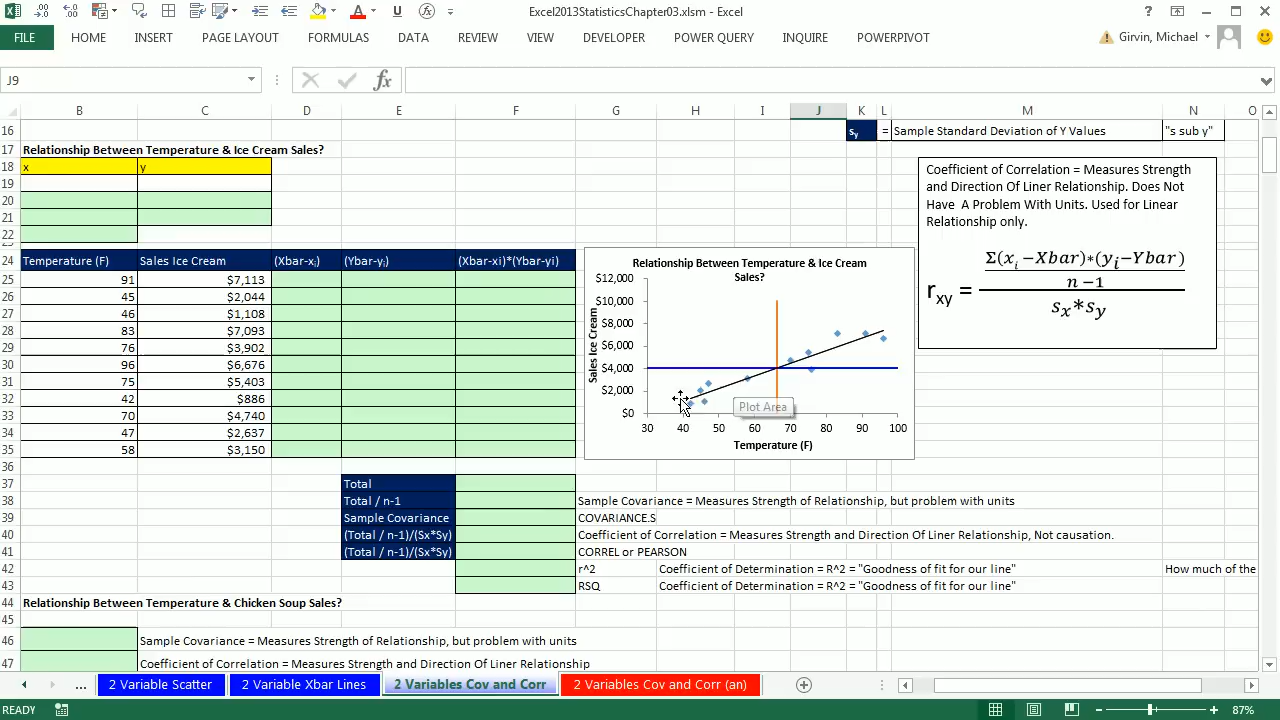 Excel2013StatisticsChapter03.xlsm - Excel
FILE HOME INSERT PAGE LAYOUT FORMULAS DATA REVIEW VIEW DEVELOPER POWER QUERY INQUIRE POWERPIVOT Girvin, Michael
J9
B C D E F G H I J K L M N O
16 sy = Sample Standard Deviation of Y Values "s sub y"
17 Relationship Between Temperature & Ice Cream Sales?
18 x y
19
20
21
22
Coefficient of Correlation = Measures Strength
and Direction Of Liner Relationship. Does Not
Have A Problem With Units. Used for Linear
Relationship only.
rxy = Σ(xi−Xbar)*(yi−Ybar)
n −1
sx*sy
24 Temperature (F) Sales Ice Cream (Xbar-xi) (Ybar-yi) (Xbar-xi)*(Ybar-yi)
25 91 $7,113
26 45 $2,044
27 46 $1,108
28 83 $7,093
29 76 $3,902
30 96 $6,676
31 75 $5,403
32 42 $886
33 70 $4,740
34 47 $2,637
35 58 $3,150
Relationship Between Temperature & Ice Cream
Sales?
Sales Ice Cream
$12,000
$10,000
$8,000
$6,000
$4,000
$2,000
$0
Plot Area
30 40 50 60 70 80 90 100
Temperature (F)
36
37 Total
38 Total / n-1 Sample Covariance = Measures Strength of Relationship, but problem with units
39 Sample Covariance COVARIANCE.S
40 (Total / n-1)/(Sx*Sy) Coefficient of Correlation = Measures Strength and Direction Of Liner Relationship, Not causation.
41 (Total / n-1)/(Sx*Sy) CORREL or PEARSON
42 r^2 Coefficient of Determination = R^2 = "Goodness of fit for our line" How much of the
43 RSQ Coefficient of Determination = R^2 = "Goodness of fit for our line"
44 Relationship Between Temperature & Chicken Soup Sales?
45
46 Sample Covariance = Measures Strength of Relationship, but problem with units
47 Coefficient of Correlation = Measures Strength and Direction Of Liner Relationship
... 2 Variable Scatter 2 Variable Xbar Lines 2 Variables Cov and Corr 2 Variables Cov and Corr (an) ...
READY 87%